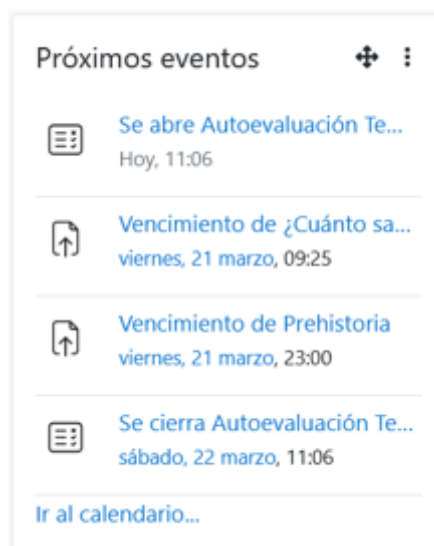 Próximos eventos
Se abre Autoevaluación Te...
Hoy, 11:06
Vencimiento de ¿Cuánto sa...
viernes, 21 marzo, 09:25
Vencimiento de Prehistoria
viernes, 21 marzo, 23:00
Se cierra Autoevaluación Te...
sábado, 22 marzo, 11:06
Ir al calendario...